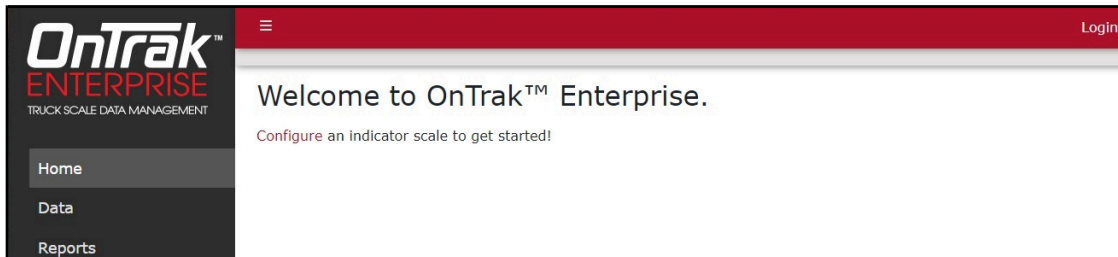 OnTrak™
ENTERPRISE
TRUCK SCALE DATA MANAGEMENT
Login
Welcome to OnTrak™ Enterprise.
Configure an indicator scale to get started!
Home
Data
Reports